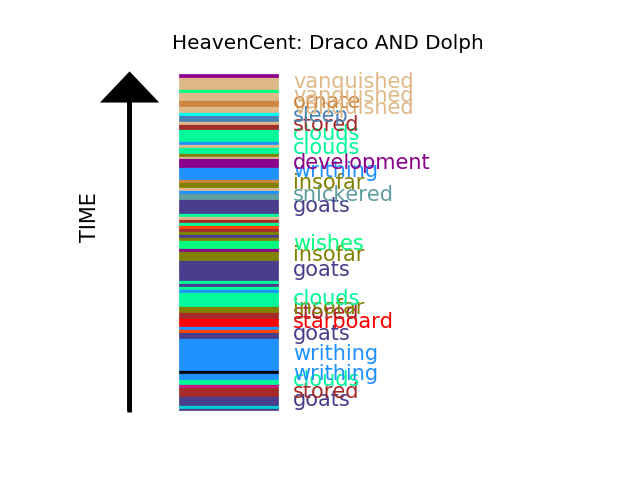 HeavenCent: Draco AND Dolph
vanquished
vanquished
ornate
vanquished
sleep
stored
clouds
clouds
development
writhing
insofar
snickered
goats
wishes
insofar
goats
clouds
insofar
stored
starboard
goats
writhing
writhing
clouds
stored
goats
TIME